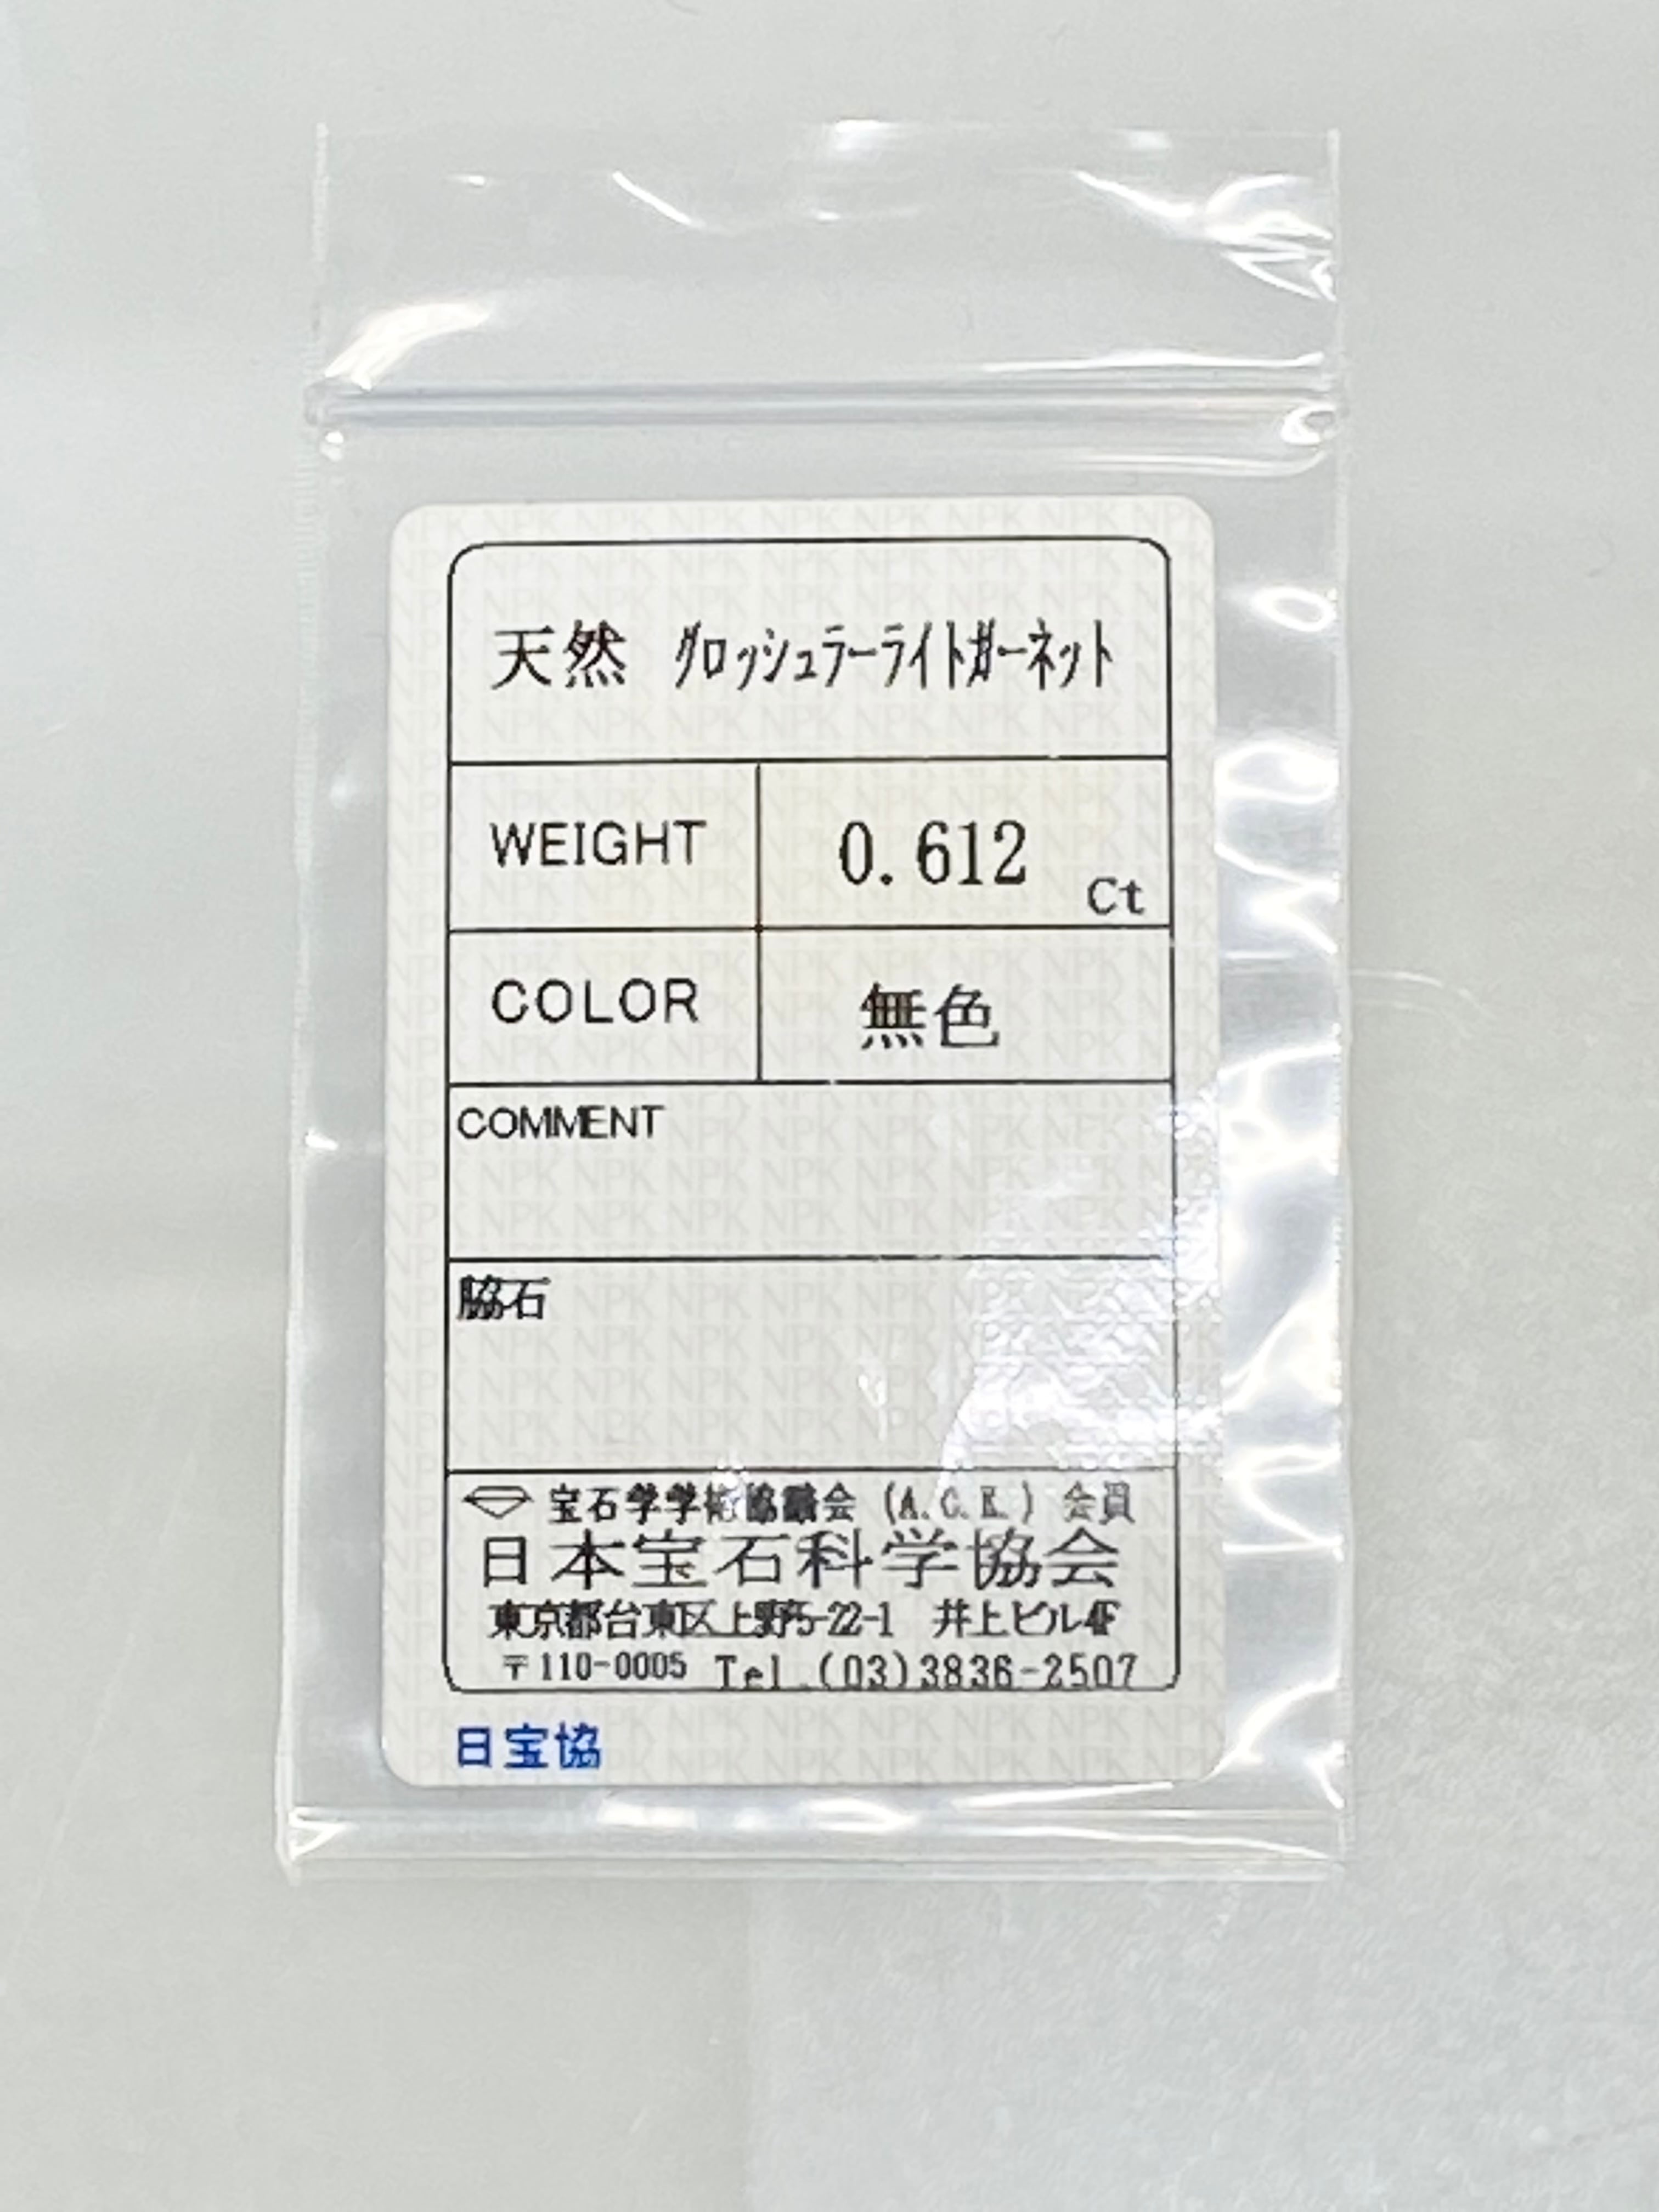 天然 グロッシュラーライトガーネット
WEIGHT 0.612 Ct
COLOR 無色
COMMENT
脇石
宝石学学術協議会 (A.G.K.) 会員
日本宝石科学協会
東京都台東区上野5-22-1 井上ビル4F
〒110-0005 Tel.(03)3836-2507
日宝協